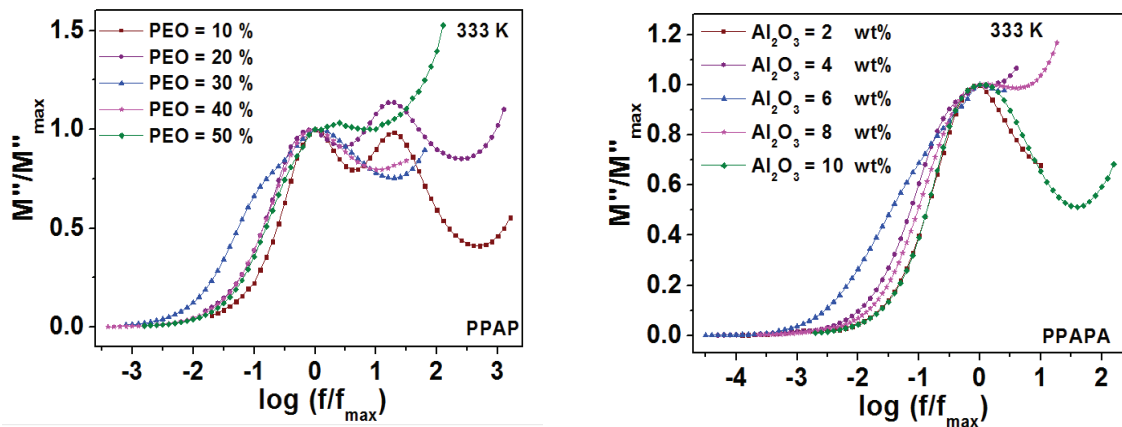 333 K
PEO = 10 %
PEO = 20 %
PEO = 30 %
PEO = 40 %
PEO = 50 %
M"/M"max
1.5
1.0
0.5
0.0
PPAP
-3 -2 -1 0 1 2 3
log (f/fmax)
333 K
Al2O3 = 2 wt%
Al2O3 = 4 wt%
Al2O3 = 6 wt%
Al2O3 = 8 wt%
Al2O3 = 10 wt%
M"/M"max
1.2
1.0
0.8
0.6
0.4
0.2
0.0
PPAPA
-4 -3 -2 -1 0 1 2
log (f/fmax)